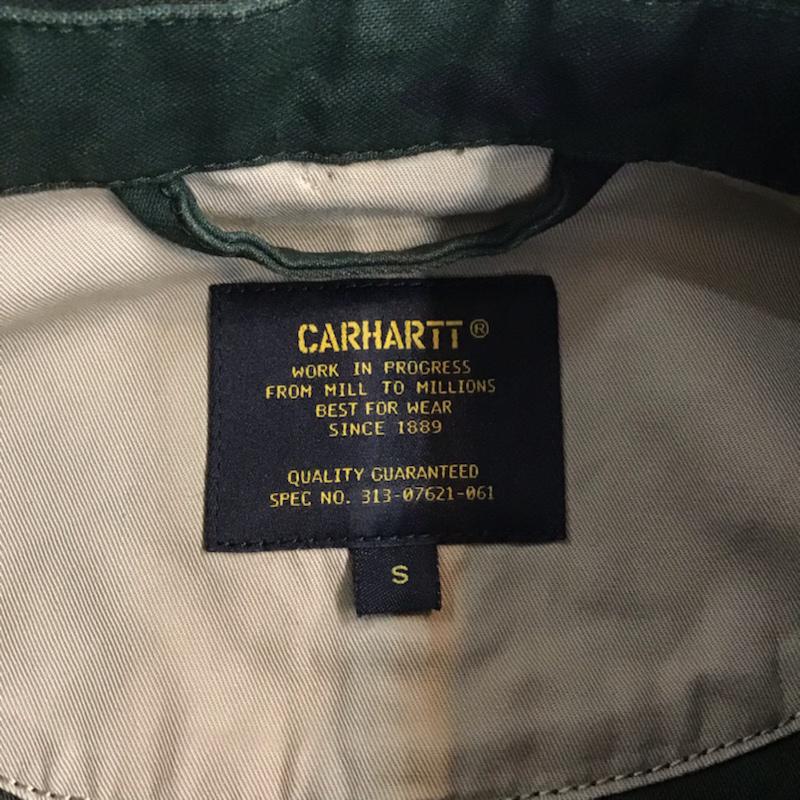 CARHARTT®
WORK IN PROGRESS
FROM MILL TO MILLIONS
BEST FOR WEAR
SINCE 1889
QUALITY GUARANTEED
SPEC NO. 313-07621-061
S